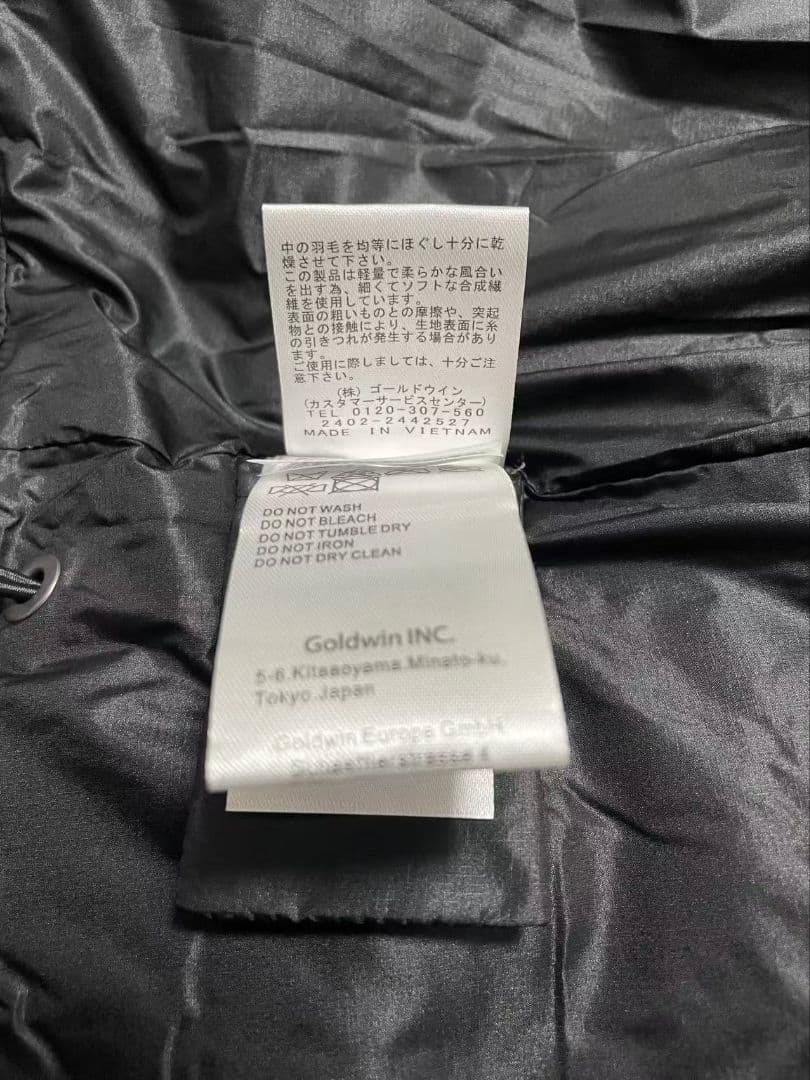 中の羽毛を均等にほぐし十分に乾
燥させて下さい。
この製品は軽量で柔らかな風合い
を出す為、細くてソフトな合成繊
維を使用しています。
表面の粗いものとの摩擦や、突起
物との接触により、生地表面に糸
の引きつれが発生する場合があり
ます。
ご使用に際しましては、十分ご注
意下さい。
(株) ゴールドウイン
(カスタマーサービスセンター)
TEL 0120-307-560
2402-2442527
MADE IN VIETNAM
DO NOT WASH
DO NOT BLEACH
DO NOT TUMBLE DRY
DO NOT IRON
DO NOT DRY CLEAN
Goldwin INC.
5-6,Kitaaoyama,Minato-ku,
Tokyo,Japan
Goldwin Europe GmbH